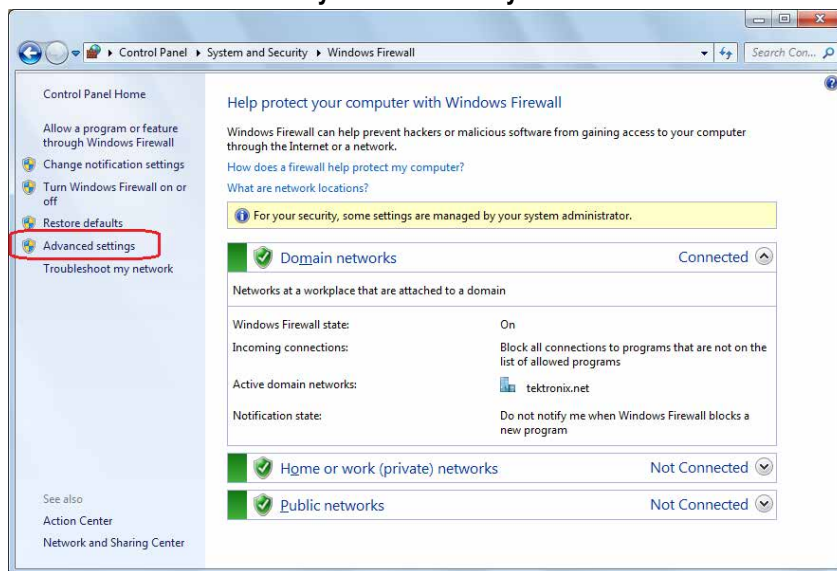 Control Panel ▸ System and Security ▸ Windows Firewall
Search Con...
Control Panel Home
Allow a program or feature
through Windows Firewall
Change notification settings
Turn Windows Firewall on or
off
Restore defaults
Advanced settings
Troubleshoot my network
See also
Action Center
Network and Sharing Center
Help protect your computer with Windows Firewall
Windows Firewall can help prevent hackers or malicious software from gaining access to your computer
through the Internet or a network.
How does a firewall help protect my computer?
What are network locations?
For your security, some settings are managed by your system administrator.
Domain networks Connected
Networks at a workplace that are attached to a domain
Windows Firewall state: On
Incoming connections: Block all connections to programs that are not on the
list of allowed programs
Active domain networks: tektronix.net
Notification state: Do not notify me when Windows Firewall blocks a
new program
Home or work (private) networks Not Connected
Public networks Not Connected